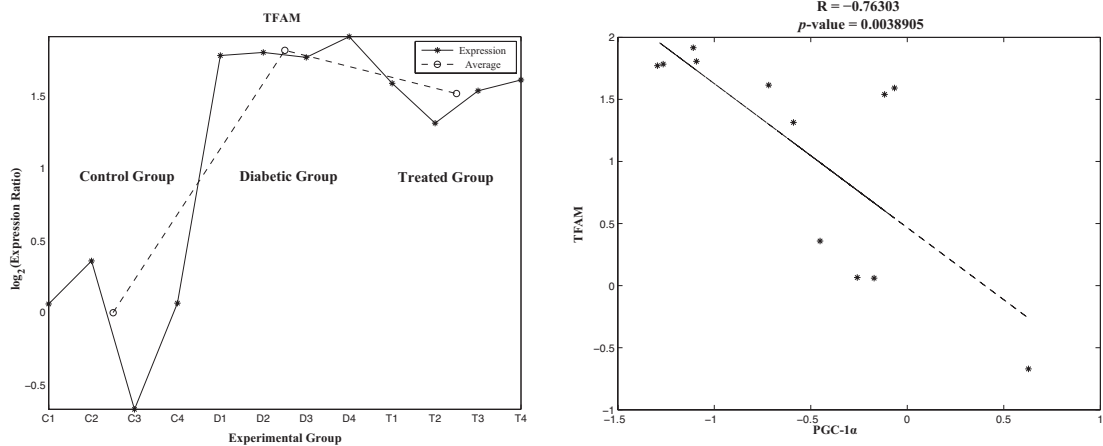 TFAM
Expression
Average
1.5
1
0.5
0
−0.5
log2(Expression Ratio)
Control Group
Diabetic Group
Treated Group
C1 C2 C3 C4 D1 D2 D3 D4 T1 T2 T3 T4
Experimental Group
R = −0.76303
p-value = 0.0038905
2
1.5
1
0.5
0
−0.5
−1
TFAM
−1.5 −1 −0.5 0 0.5 1
PGC-1α